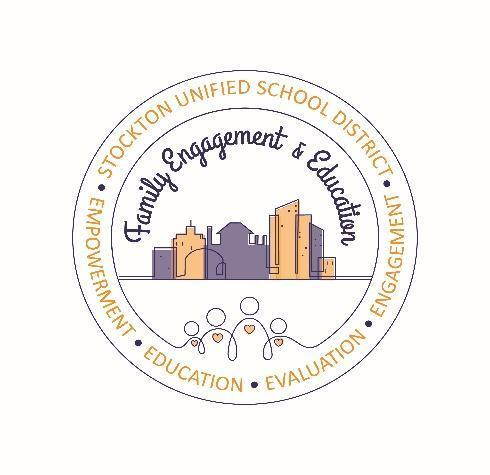 STOCKTON UNIFIED SCHOOL DISTRICT
Family Engagement & Education
• EMPOWERMENT • EDUCATION • EVALUATION • ENGAGEMENT •